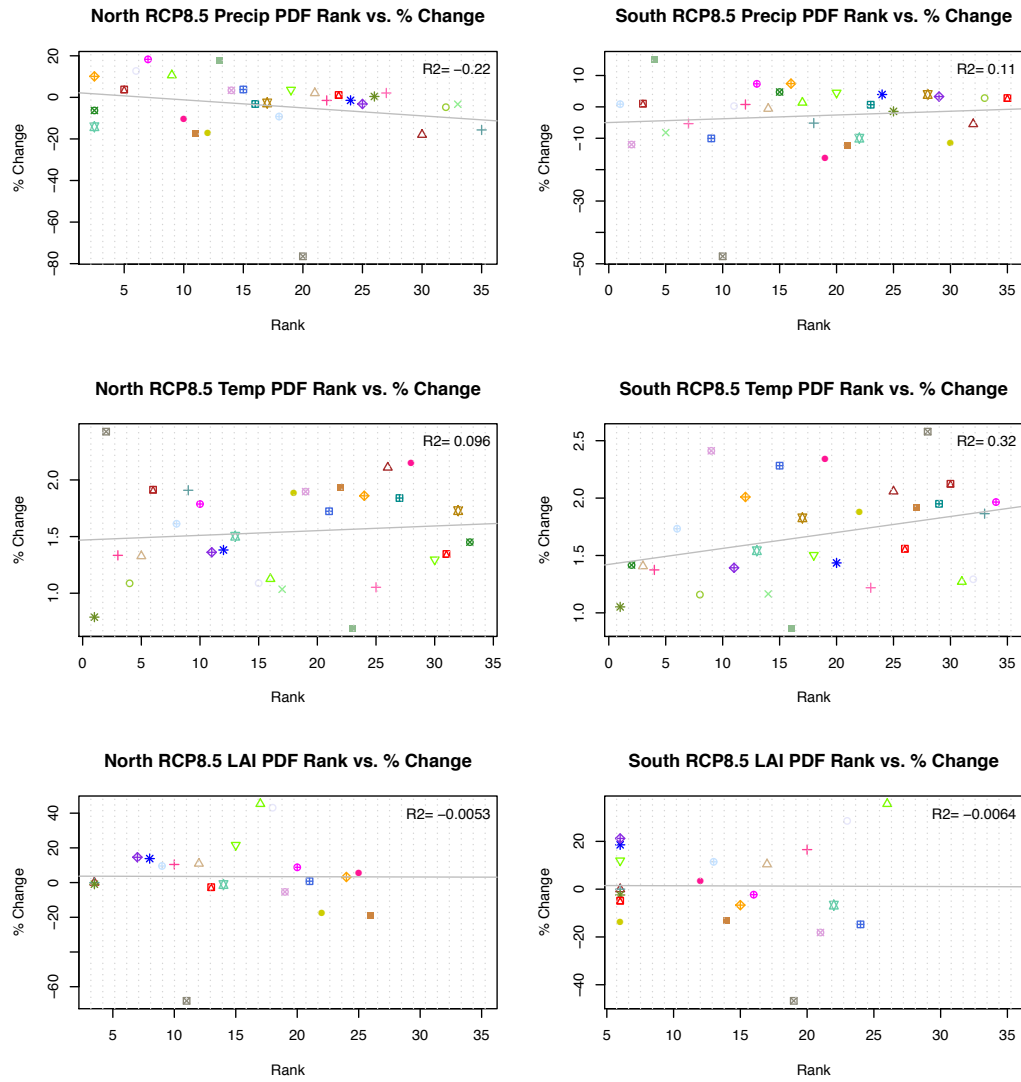 North RCP8.5 Precip PDF Rank vs. % Change
R2= −0.22
% Change
20
0
−20
−40
−60
−80
5 10 15 20 25 30 35
Rank
South RCP8.5 Precip PDF Rank vs. % Change
R2= 0.11
% Change
10
0
−10
−30
−50
0 5 10 15 20 25 30 35
Rank
North RCP8.5 Temp PDF Rank vs. % Change
R2= 0.096
% Change
2.0
1.5
1.0
0 5 10 15 20 25 30 35
Rank
South RCP8.5 Temp PDF Rank vs. % Change
R2= 0.32
% Change
2.5
2.0
1.5
1.0
0 5 10 15 20 25 30 35
Rank
North RCP8.5 LAI PDF Rank vs. % Change
R2= −0.0053
% Change
40
20
0
−20
−60
5 10 15 20 25 30 35
Rank
South RCP8.5 LAI PDF Rank vs. % Change
R2= −0.0064
% Change
20
0
−20
−40
5 10 15 20 25 30 35
Rank